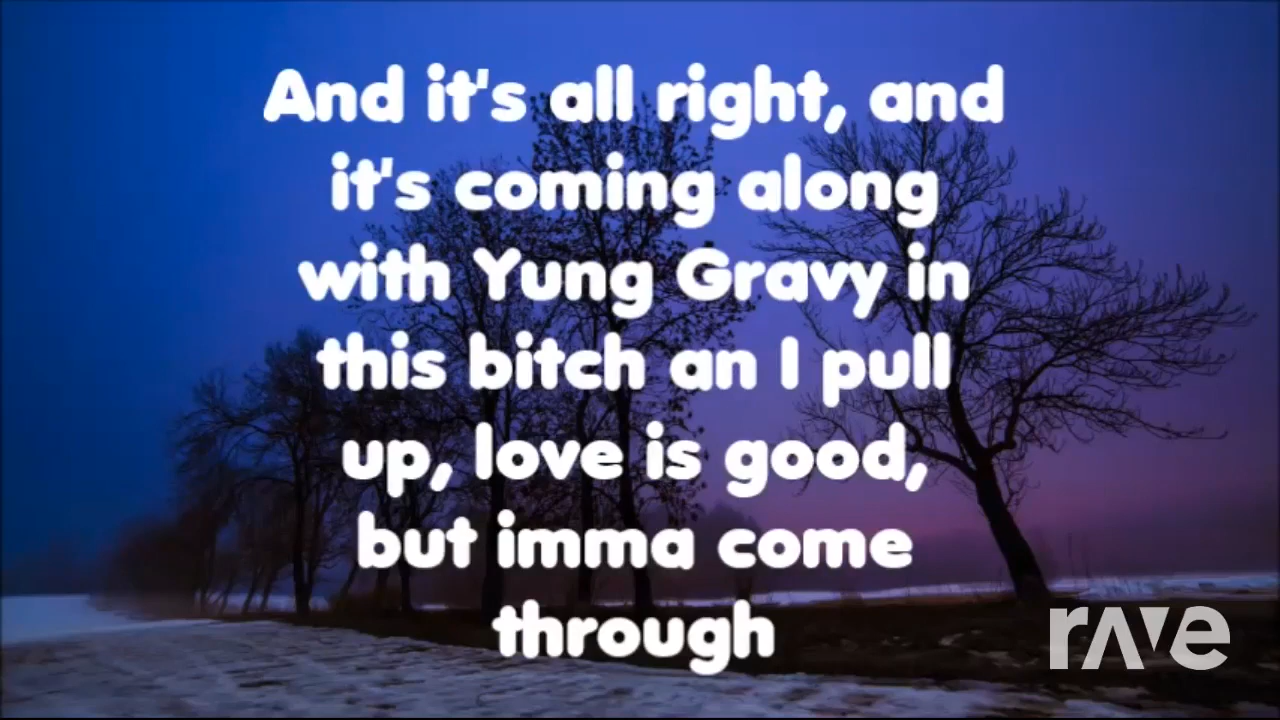 And it's all right, and
it's coming along
with Yung Gravy in
this bitch an I pull
up, love is good,
but imma come
through
rave